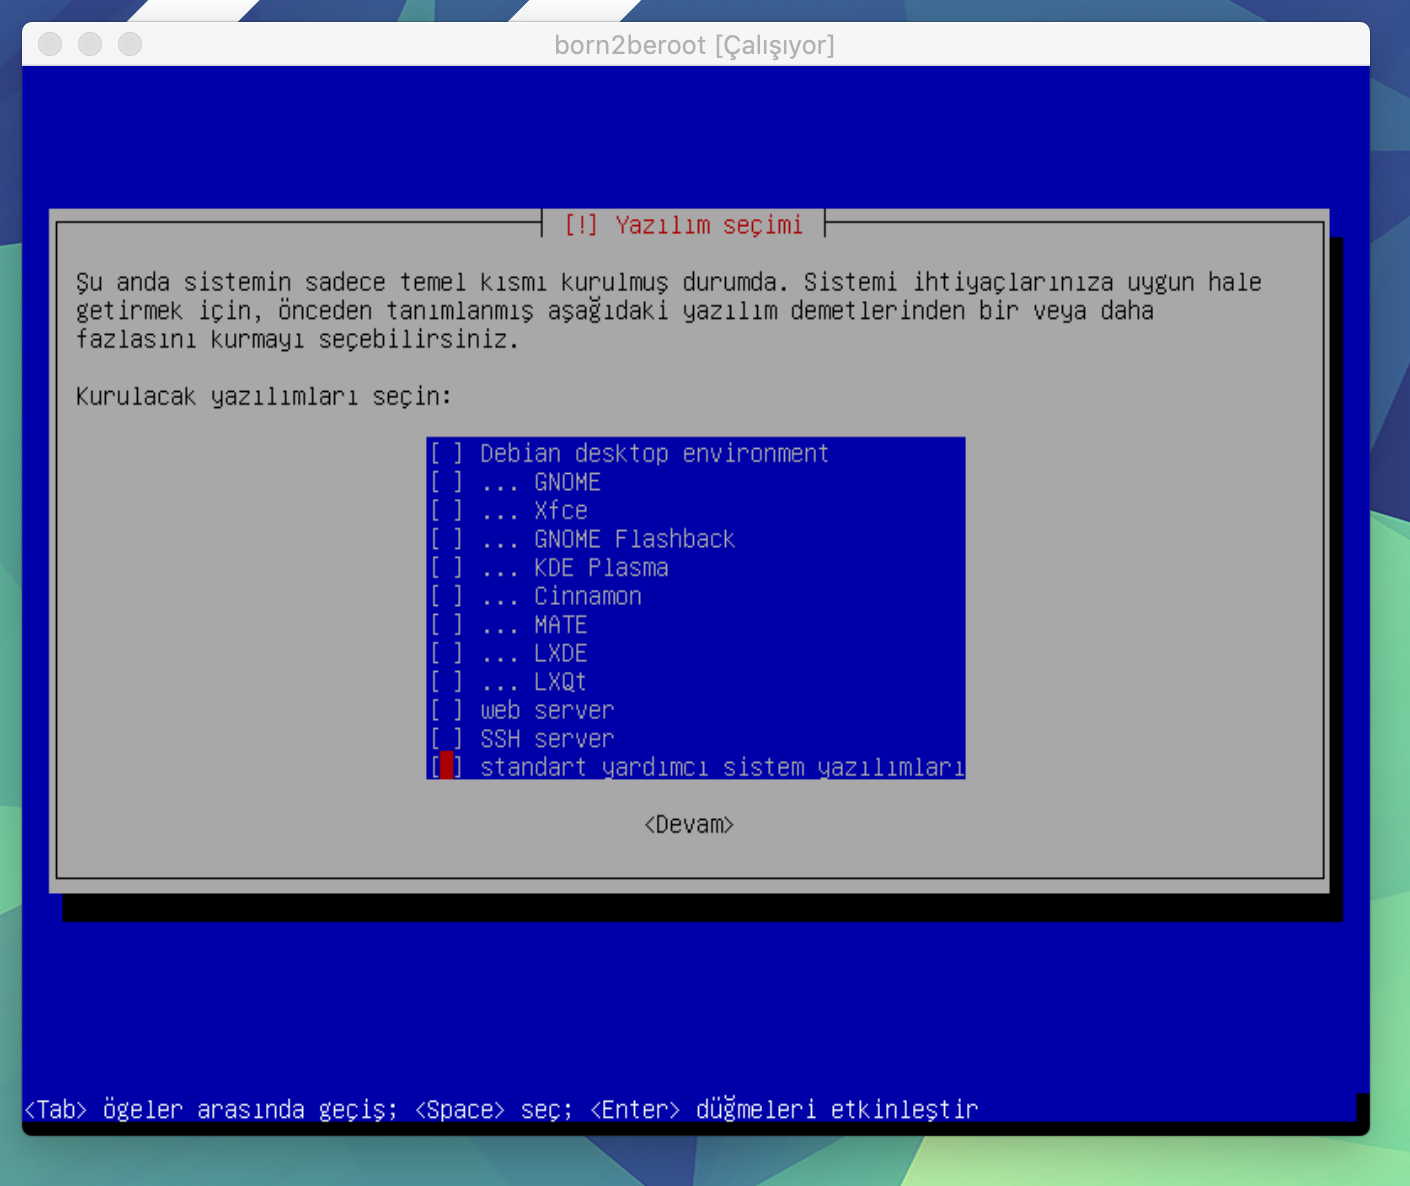 born2beroot [Çalışıyor]
[!] Yazılım seçimi
Şu anda sistemin sadece temel kısmı kurulmuş durumda. Sistemi ihtiyaçlarınıza uygun hale
getirmek için, önceden tanımlanmış aşağıdaki yazılım demetlerinden bir veya daha
fazlasını kurmayı seçebilirsiniz.
Kurulacak yazılımları seçin:
[ ] Debian desktop environment
[ ] ... GNOME
[ ] ... Xfce
[ ] ... GNOME Flashback
[ ] ... KDE Plasma
[ ] ... Cinnamon
[ ] ... MATE
[ ] ... LXDE
[ ] ... LXQt
[ ] web server
[ ] SSH server
[ ] standart yardımcı sistem yazılımları
<Devam>
<Tab> ögeler arasında geçiş; <Space> seç; <Enter> düğmeleri etkinleştir